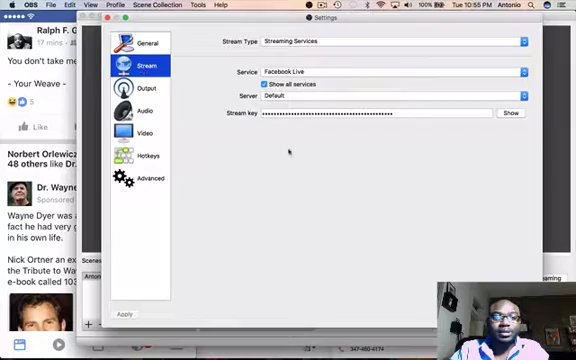 OBS File Edit View Profile Scene Collection Tools 100% Tue 10:55 PM Antonio
Settings
Ralph F. G
17 mins
You don't take me
- Your Weave -
5
Like
Norbert Orlewicz
48 others like Dr.
Dr. Wayne
Sponsored
Wayne Dyer was a
fact he had very g
in his own life.
Nick Ortner an ex
the Tribute to Wa
e-book called 103
General
Stream
Output
Audio
Video
Hotkeys
Advanced
Stream Type Streaming Services
Service Facebook Live
Show all services
Server Default
Stream key Show
Apply
Scenes
Anton
aming
347-460-4174